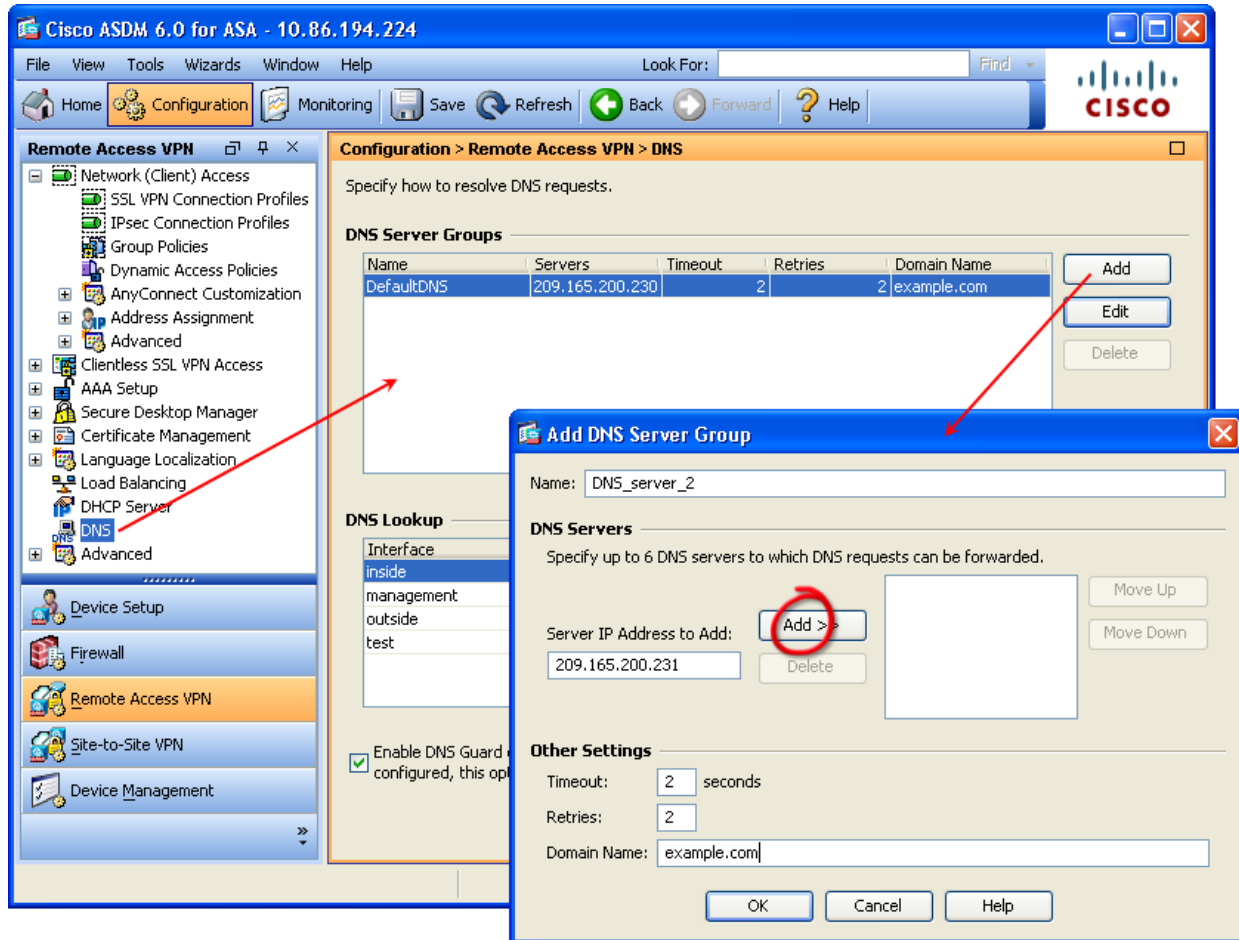 Cisco ASDM 6.0 for ASA - 10.86.194.224
File View Tools Wizards Window Help Look For: Find
Home Configuration Monitoring Save Refresh Back Forward Help
CISCO
Remote Access VPN
Network (Client) Access
SSL VPN Connection Profiles
IPsec Connection Profiles
Group Policies
Dynamic Access Policies
AnyConnect Customization
Address Assignment
Advanced
Clientless SSL VPN Access
AAA Setup
Secure Desktop Manager
Certificate Management
Language Localization
Load Balancing
DHCP Server
DNS
Advanced
Device Setup
Firewall
Remote Access VPN
Site-to-Site VPN
Device Management
Configuration > Remote Access VPN > DNS
Specify how to resolve DNS requests.
DNS Server Groups
Name Servers Timeout Retries Domain Name
DefaultDNS 209.165.200.230 2 2 example.com
Add
Edit
Delete
DNS Lookup
Interface
inside
management
outside
test
Enable DNS Guard
configured, this
Add DNS Server Group
Name: DNS_server_2
DNS Servers
Specify up to 6 DNS servers to which DNS requests can be forwarded.
Server IP Address to Add:
209.165.200.231
Add >>
Delete
Move Up
Move Down
Other Settings
Timeout: 2 seconds
Retries: 2
Domain Name: example.com
OK Cancel Help